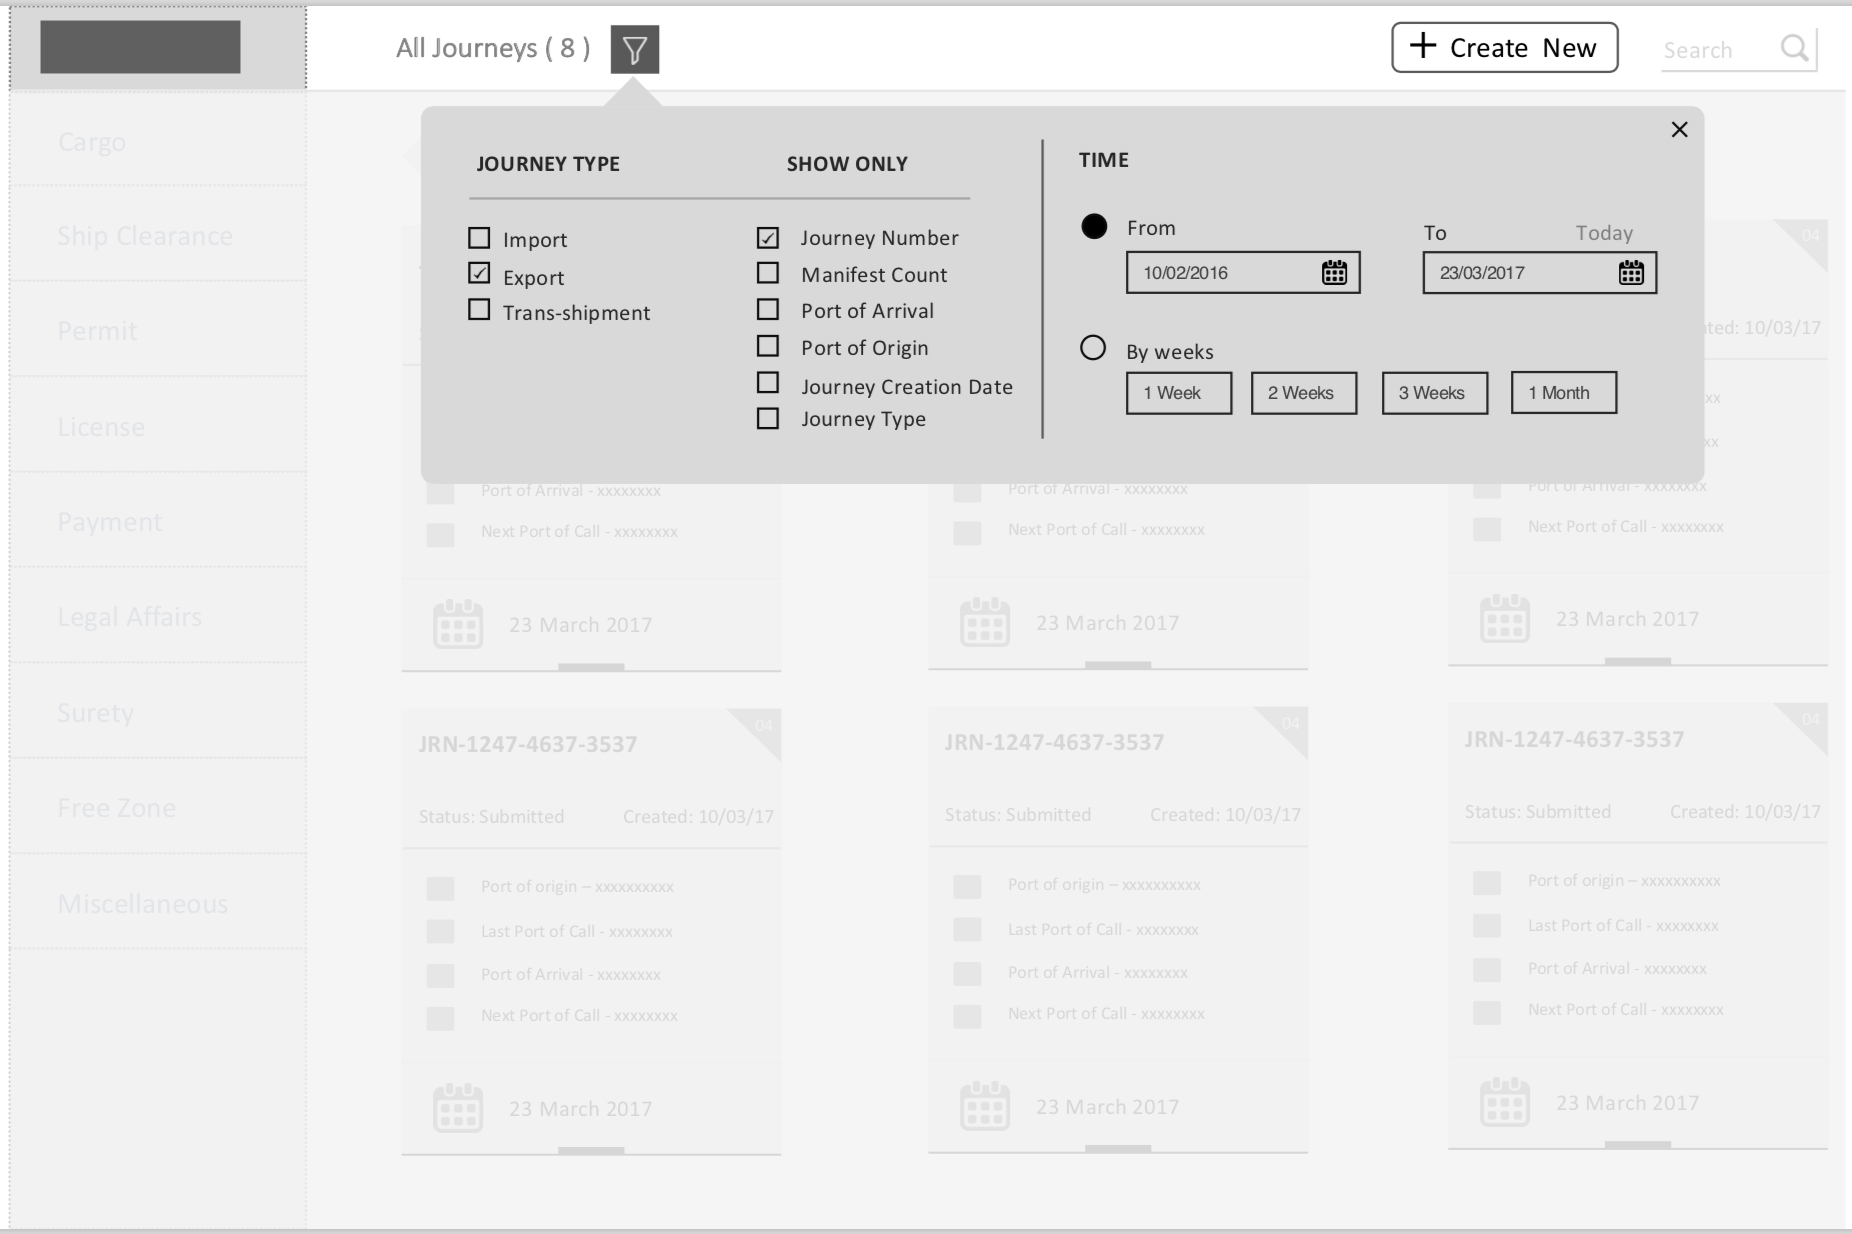 All Journeys ( 8 )
Create New
Search
Cargo
Ship Clearance
Permit
License
Payment
Legal Affairs
Surety
Free Zone
Miscellaneous
JOURNEY TYPE
Import
Export
Trans-shipment
SHOW ONLY
Journey Number
Manifest Count
Port of Arrival
Port of Origin
Journey Creation Date
Journey Type
TIME
From
10/02/2016
To Today
23/03/2017
By weeks
1 Week 2 Weeks 3 Weeks 1 Month
Port of Arrival - xxxxxxxx
Next Port of Call - xxxxxxxx
23 March 2017
Port of Arrival - xxxxxxxx
Next Port of Call - xxxxxxxx
23 March 2017
04
10/03/17
xx
xx
Port of Arrival - xxxxxxxx
Next Port of Call - xxxxxxxx
23 March 2017
JRN-1247-4637-3537 04
Status: Submitted Created: 10/03/17
Port of origin – xxxxxxxxxx
Last Port of Call - xxxxxxxx
Port of Arrival - xxxxxxxx
Next Port of Call - xxxxxxxx
23 March 2017
JRN-1247-4637-3537 04
Status: Submitted Created: 10/03/17
Port of origin – xxxxxxxxxx
Last Port of Call - xxxxxxxx
Port of Arrival - xxxxxxxx
Next Port of Call - xxxxxxxx
23 March 2017
JRN-1247-4637-3537 04
Status: Submitted Created: 10/03/17
Port of origin – xxxxxxxxxx
Last Port of Call - xxxxxxxx
Port of Arrival - xxxxxxxx
Next Port of Call - xxxxxxxx
23 March 2017